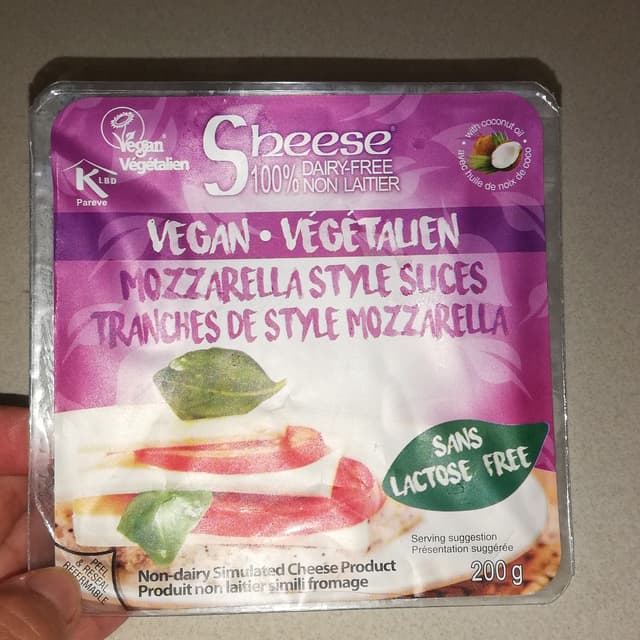 Vegan
Végétalien
K LBD
Pareve
Sheese®
100% DAIRY-FREE
NON LAITIER
• with coconut oil •
avec huile de noix de coco
VEGAN • VÉGÉTALIEN
MOZZARELLA STYLE SLICES
TRANCHES DE STYLE MOZZARELLA
SANS
LACTOSE FREE
Serving suggestion
Présentation suggérée
PEEL
& RESEAL
REFERMABLE
Non-dairy Simulated Cheese Product
Produit non laitier simili fromage
200 g